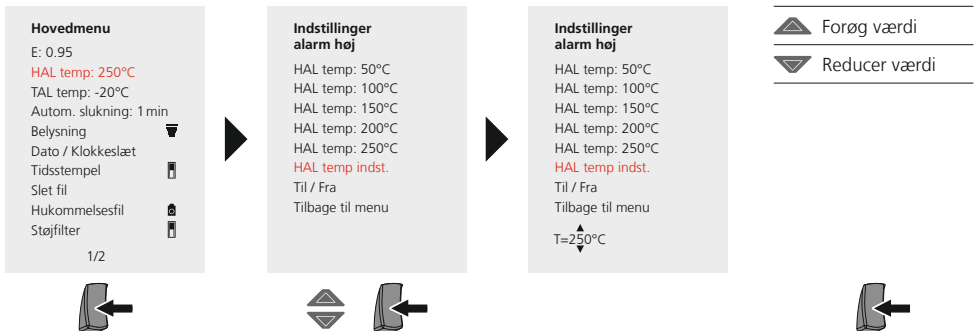 Hovedmenu
E: 0.95
HAL temp: 250°C
TAL temp: -20°C
Autom. slukning: 1 min
Belysning
Dato / Klokkeslæt
Tidsstempel
Slet fil
Hukommelsesfil
Støjfilter
1/2
Indstillinger
alarm høj
HAL temp: 50°C
HAL temp: 100°C
HAL temp: 150°C
HAL temp: 200°C
HAL temp: 250°C
HAL temp indst.
Til / Fra
Tilbage til menu
Indstillinger
alarm høj
HAL temp: 50°C
HAL temp: 100°C
HAL temp: 150°C
HAL temp: 200°C
HAL temp: 250°C
HAL temp indst.
Til / Fra
Tilbage til menu
T=250°C
Forøg værdi
Reducer værdi